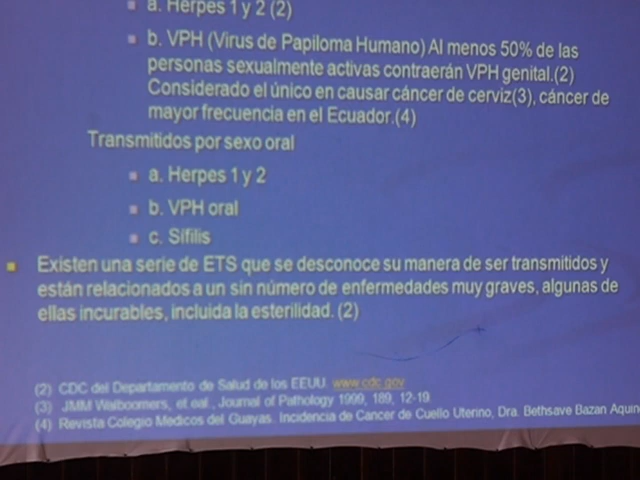 a. Herpes 1 y 2 (2)
b. VPH (Virus de Papiloma Humano) Al menos 50% de las
personas sexualmente activas contraerán VPH genital.(2)
Considerado el único en causar cáncer de cerviz(3), cáncer de
mayor frecuencia en el Ecuador.(4)
Transmitidos por sexo oral
a. Herpes 1 y 2
b. VPH oral
c. Sífilis
Existen una serie de ETS que se desconoce su manera de ser transmitidos y
están relacionados a un sin número de enfermedades muy graves, algunas de
ellas incurables, incluida la esterilidad. (2)
(2) CDC del Departamento de Salud de los EEUU. www.cdc.gov
(3) JMM Walboomers, et.eal., Journal of Pathology 1999, 189, 12-19
(4) Revista Colegio Medicos del Guayas. Incidencia de Cancer de Cuello Uterino, Dra. Bethsave Bazan